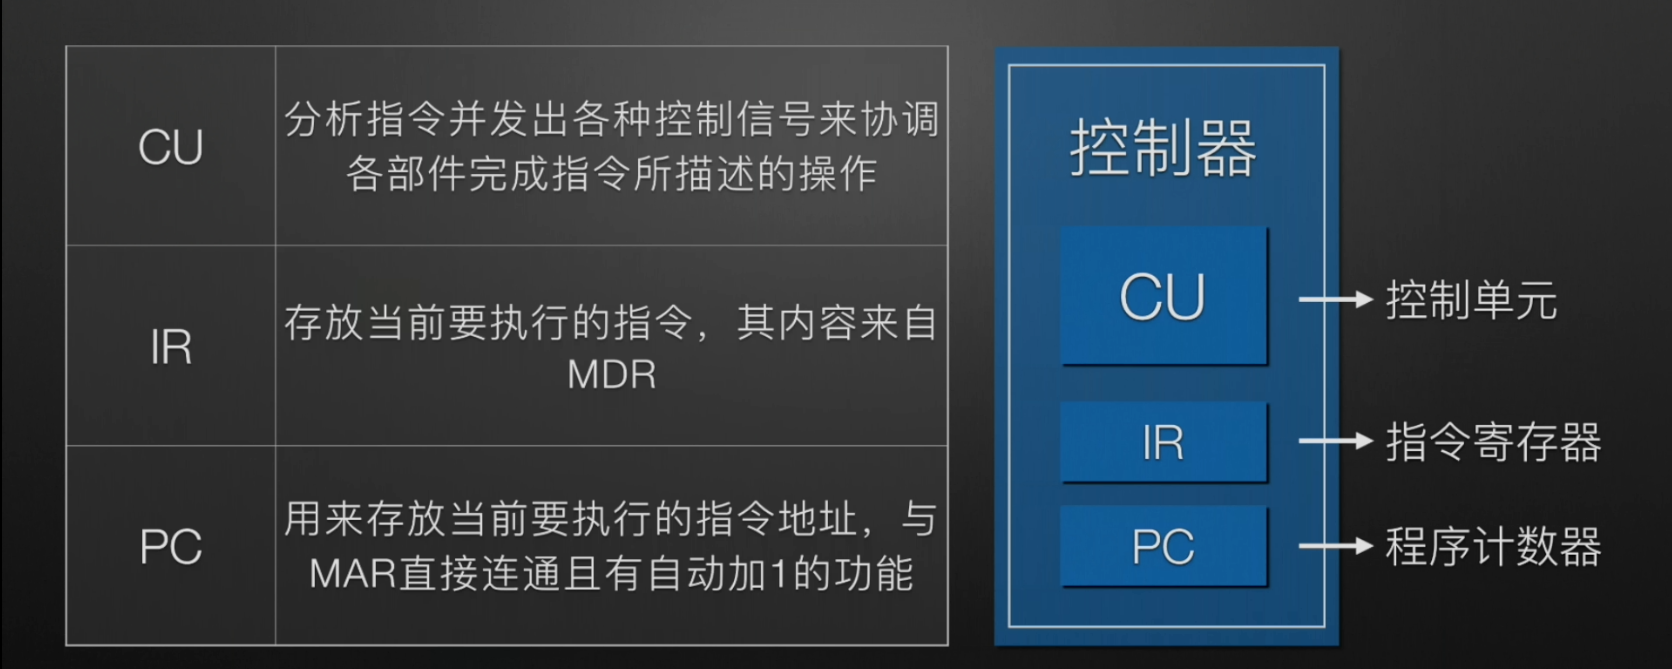 CU
分析指令并发出各种控制信号来协调
各部件完成指令所描述的操作
IR
存放当前要执行的指令，其内容来自
MDR
PC
用来存放当前要执行的指令地址，与
MAR直接连通且有自动加1的功能
控制器
CU
控制单元
IR
指令寄存器
PC
程序计数器